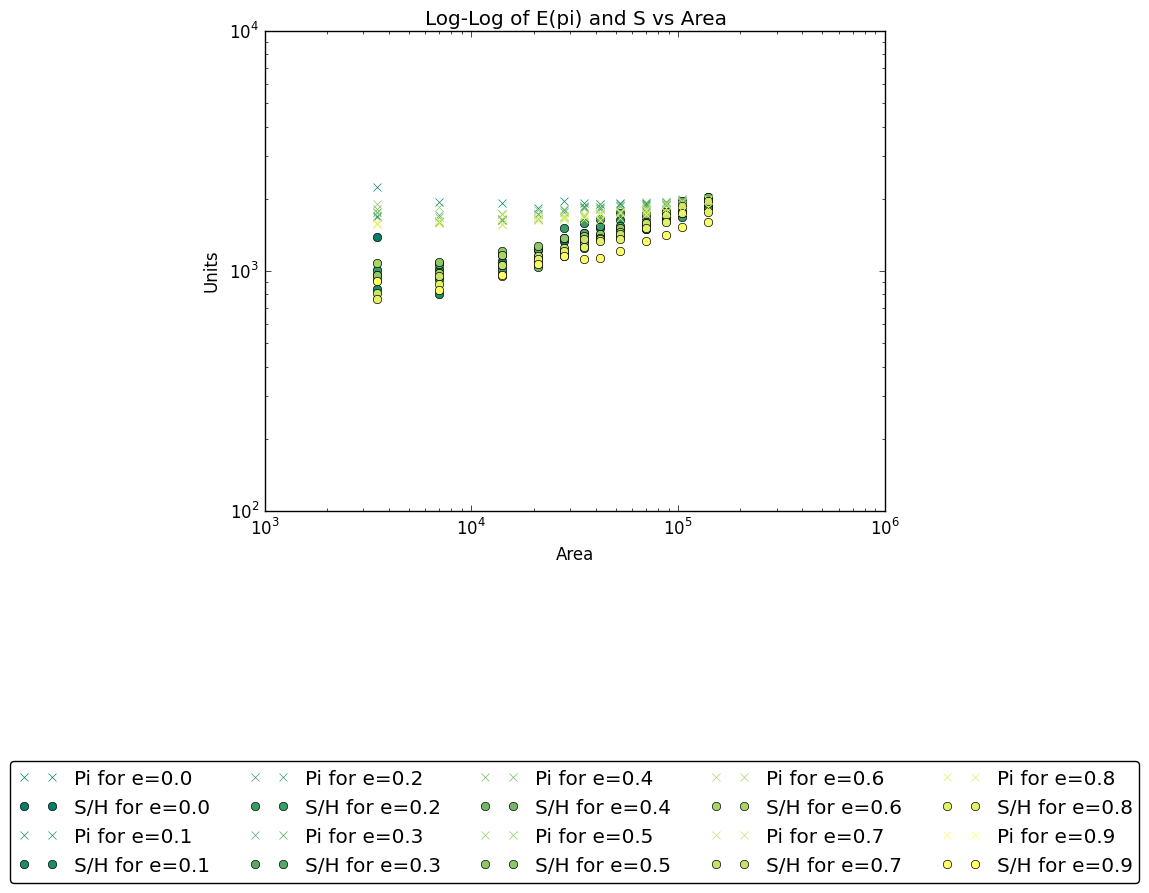 Log-Log of E(pi) and S vs Area
10^4
10^3
10^2
Units
10^3 10^4 10^5 10^6
Area
Pi for e=0.0 Pi for e=0.2 Pi for e=0.4 Pi for e=0.6 Pi for e=0.8
S/H for e=0.0 S/H for e=0.2 S/H for e=0.4 S/H for e=0.6 S/H for e=0.8
Pi for e=0.1 Pi for e=0.3 Pi for e=0.5 Pi for e=0.7 Pi for e=0.9
S/H for e=0.1 S/H for e=0.3 S/H for e=0.5 S/H for e=0.7 S/H for e=0.9